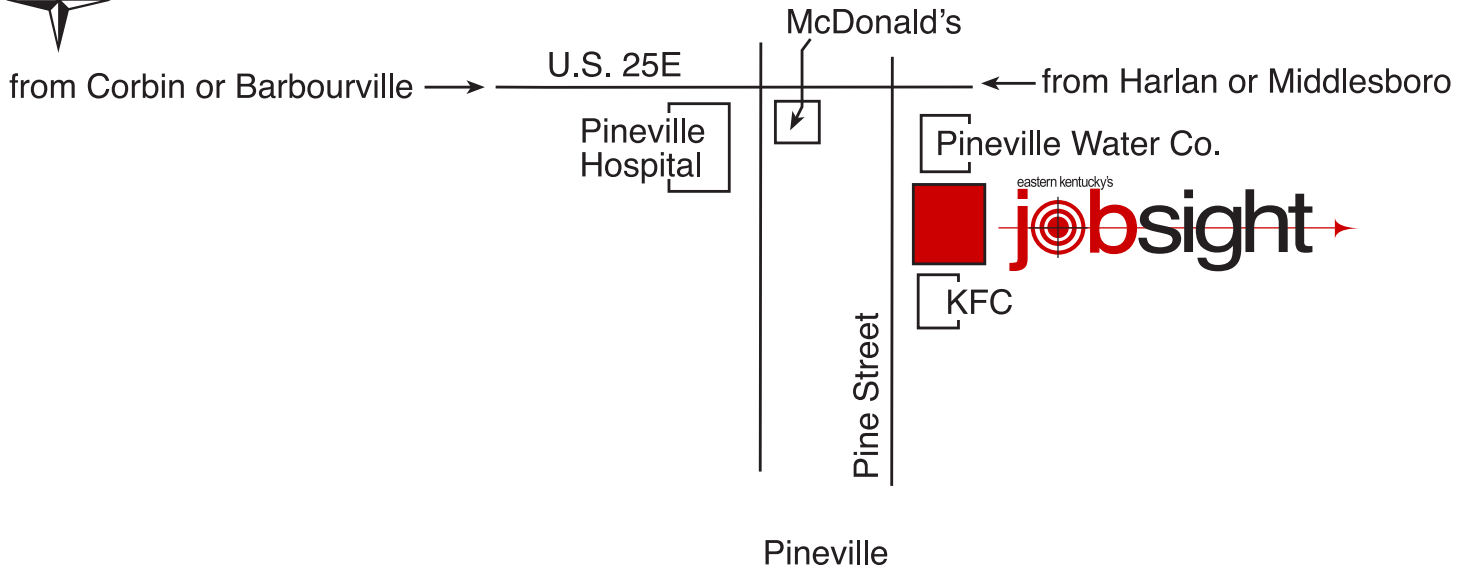 McDonald's
U.S. 25E
from Corbin or Barbourville
from Harlan or Middlesboro
Pineville
Hospital
Pineville Water Co.
eastern kentucky's
jobsight
KFC
Pine Street
Pineville